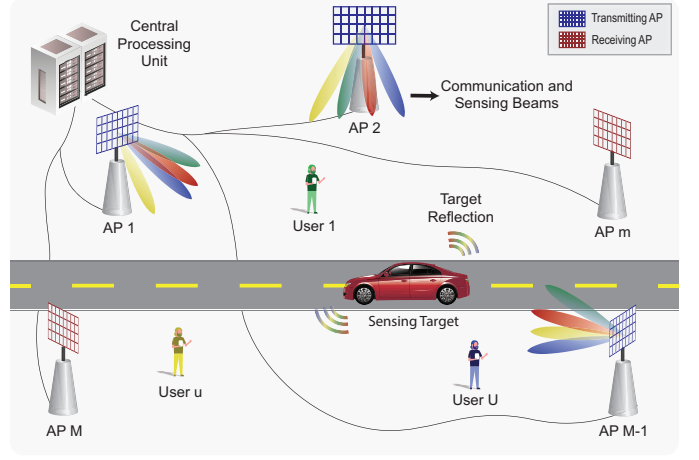 Central
Processing
Unit
Transmitting AP
Receiving AP
Communication and
Sensing Beams
AP 2
AP 1
User 1
Target
Reflection
AP m
Sensing Target
User u
User U
AP M
AP M-1